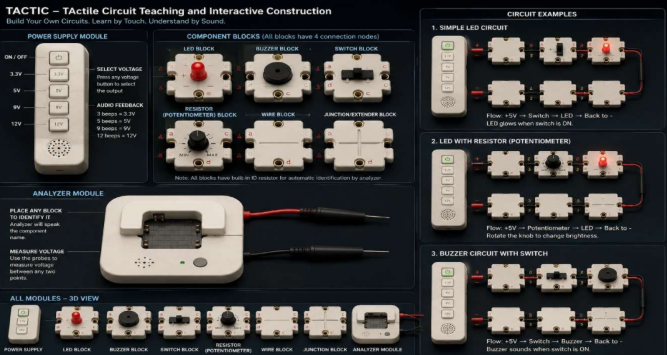 TACTIC – TActile Circuit Teaching and Interactive Construction
Build Your Own Circuits. Learn by Touch. Understand by Sound.
POWER SUPPLY MODULE
ON / OFF
3.3V
5V
9V
12V
SELECT VOLTAGE
Press any voltage
button to select
the output
AUDIO FEEDBACK
3 beeps = 3.3V
5 beeps = 5V
9 beeps = 9V
12 beeps = 12V
COMPONENT BLOCKS (All blocks have 4 connection nodes)
LED BLOCK
BUZZER BLOCK
SWITCH BLOCK
RESISTOR
(POTENTIOMETER) BLOCK
WIRE BLOCK
JUNCTION/EXTENDER BLOCK
Note: All blocks have built-in ID resistor for automatic identification by analyzer
ANALYZER MODULE
PLACE ANY BLOCK
TO IDENTIFY IT
Analyzer will speak
the component
name.
MEASURE VOLTAGE
Use the probes to
measure voltage
between any two
points.
ALL MODULES – 3D VIEW
POWER SUPPLY
LED BLOCK
BUZZER BLOCK
SWITCH BLOCK
RESISTOR
(POTENTIOMETER)
WIRE BLOCK
JUNCTION BLOCK
ANALYZER MODULE
CIRCUIT EXAMPLES
1. SIMPLE LED CIRCUIT
Flow: +5V → Switch → LED → Back to –
LED glows when switch is ON.
2. LED WITH RESISTOR (POTENTIOMETER)
Flow: +5V → Potentiometer → LED → Back to –
Rotate the knob to change brightness.
3. BUZZER CIRCUIT WITH SWITCH
Flow: +5V → Switch → Buzzer → Back to –
Buzzer sounds when switch is ON.